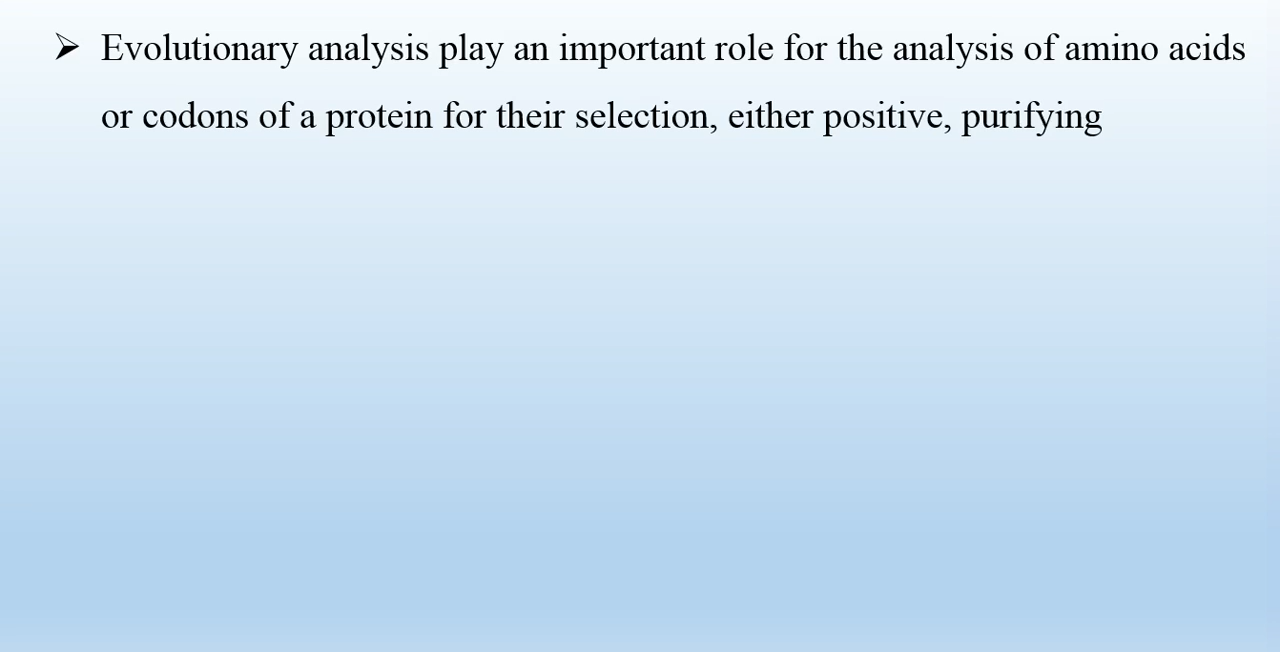 ➢ Evolutionary analysis play an important role for the analysis of amino acids
or codons of a protein for their selection, either positive, purifying